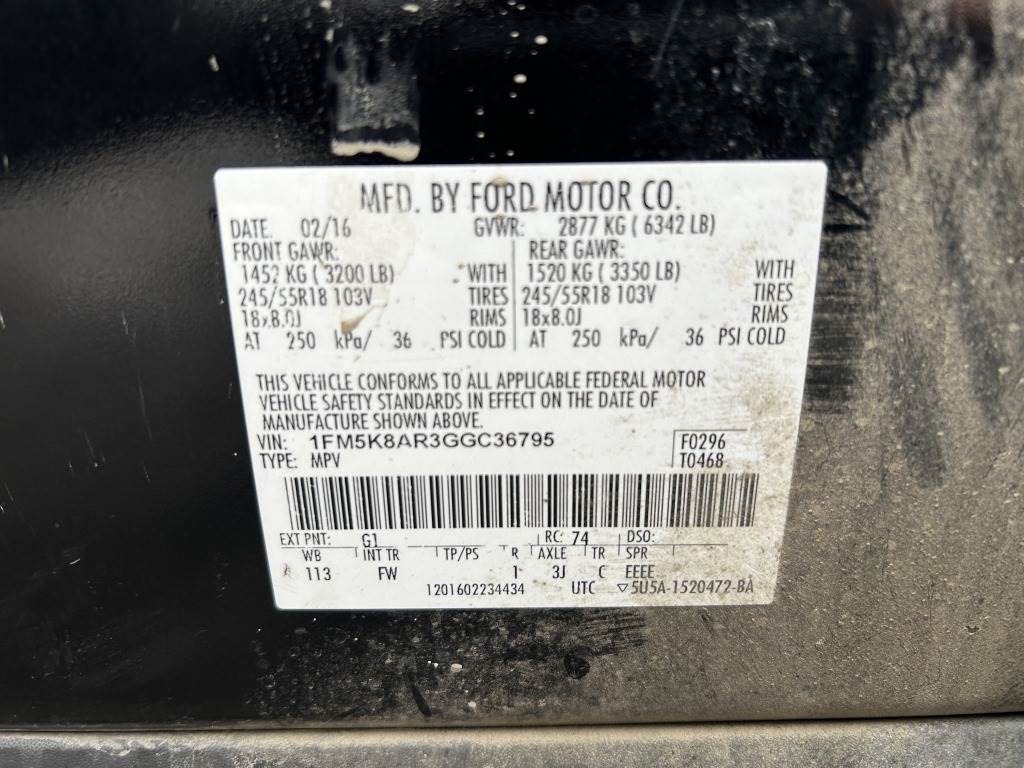 MFD. BY FORD MOTOR CO.
DATE: 02/16 GVWR: 2877 KG ( 6342 LB)
FRONT GAWR: REAR GAWR:
1452 KG ( 3200 LB) WITH 1520 KG ( 3350 LB) WITH
245/55R18 103V TIRES 245/55R18 103V TIRES
18x8.0J RIMS 18x8.0J RIMS
AT 250 kPa/ 36 PSI COLD AT 250 kPa/ 36 PSI COLD
THIS VEHICLE CONFORMS TO ALL APPLICABLE FEDERAL MOTOR
VEHICLE SAFETY STANDARDS IN EFFECT ON THE DATE OF
MANUFACTURE SHOWN ABOVE.
VIN: 1FM5K8AR3GGC36795 F0296
TYPE: MPV T0468
EXT PNT: G1 RC: 74 DSO:
WB INT TR TP/PS R AXLE TR SPR
113 FW 1 3J C EEEE
1201602234434 UTC ▽5U5A-1520472-BA